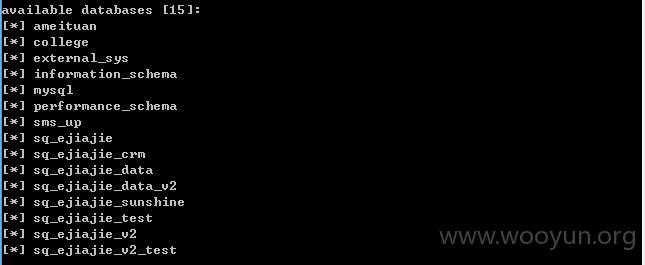 available databases [15]:
[*] ameituan
[*] college
[*] external_sys
[*] information_schema
[*] mysql
[*] performance_schema
[*] sms_up
[*] sq_ejiajie
[*] sq_ejiajie_crm
[*] sq_ejiajie_data
[*] sq_ejiajie_data_v2
[*] sq_ejiajie_sunshine
[*] sq_ejiajie_test
[*] sq_ejiajie_v2
[*] sq_ejiajie_v2_test
www.wooyun.org